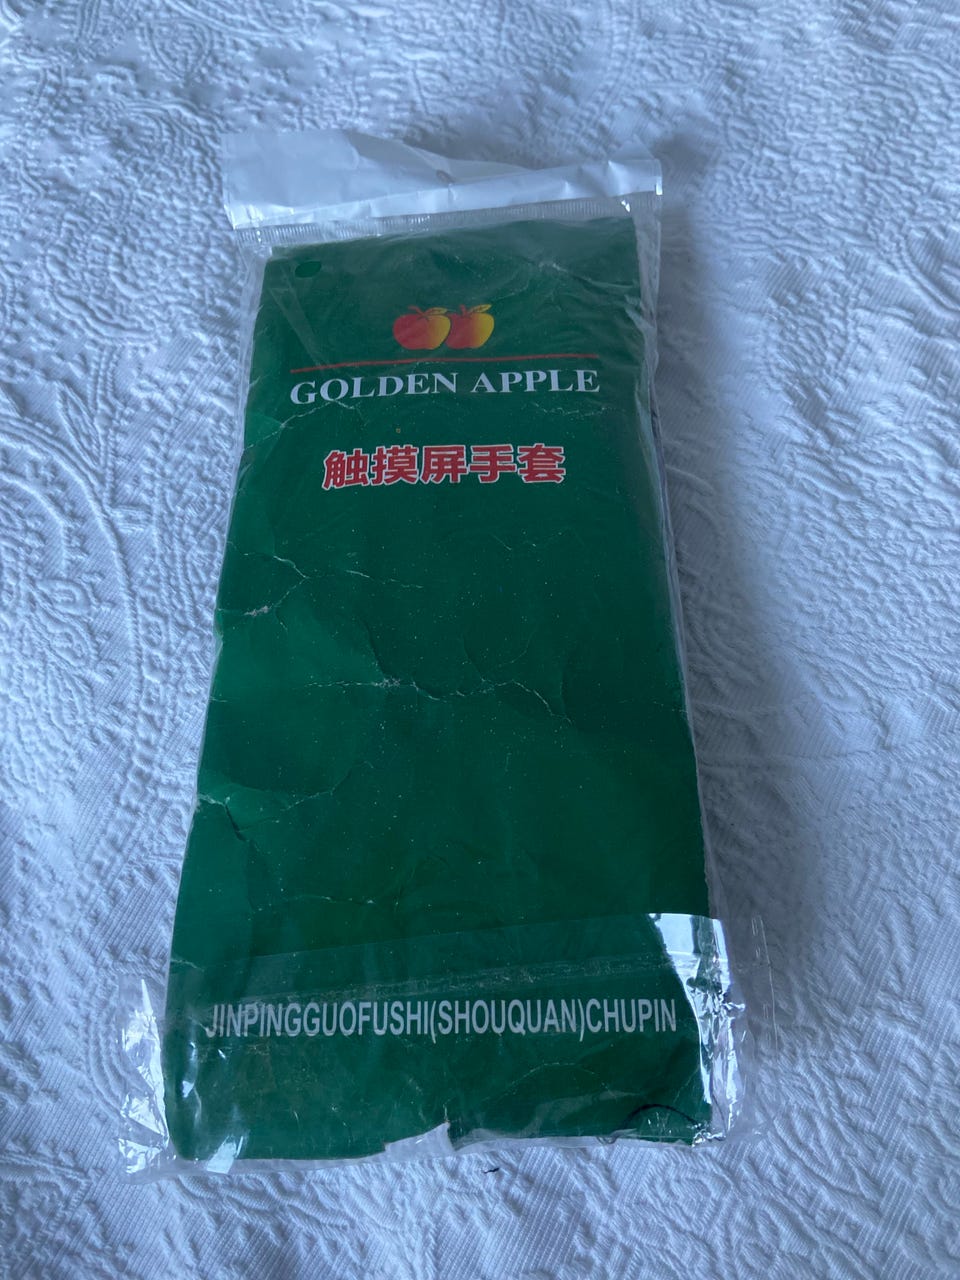 GOLDEN APPLE
触摸屏手套
JINPINGGUOFUSHI(SHOUQUAN)CHUPIN